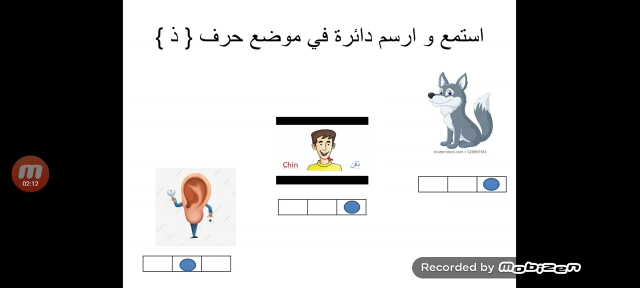 استمع و ارسم دائرة في موضع حرف { ذ }
Chin
ذقن
02:12
Recorded by mobizen